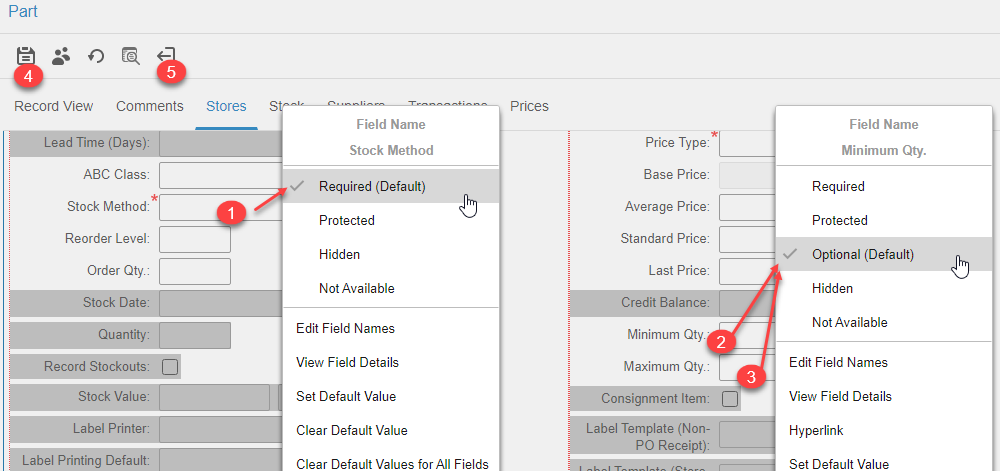 Part
4
5
Record View Comments Stores Stock Suppliers Transactions Prices
Lead Time (Days):
ABC Class:
Stock Method:*
Reorder Level:
Order Qty.:
Stock Date:
Quantity:
Record Stockouts:
Stock Value:
Label Printer:
Label Printing Default:
1
Field Name
Stock Method
Required (Default)
Protected
Hidden
Not Available
Edit Field Names
View Field Details
Set Default Value
Clear Default Value
Clear Default Values for All Fields
Price Type:*
Base Price:
Average Price:
Standard Price:
Last Price:
Credit Balance:
Minimum Qty.:
Maximum Qty.:
Consignment Item:
Label Template (Non-
PO Receipt):
Label Template (Store
2
3
Field Name
Minimum Qty.
Required
Protected
Optional (Default)
Hidden
Not Available
Edit Field Names
View Field Details
Hyperlink
Set Default Value